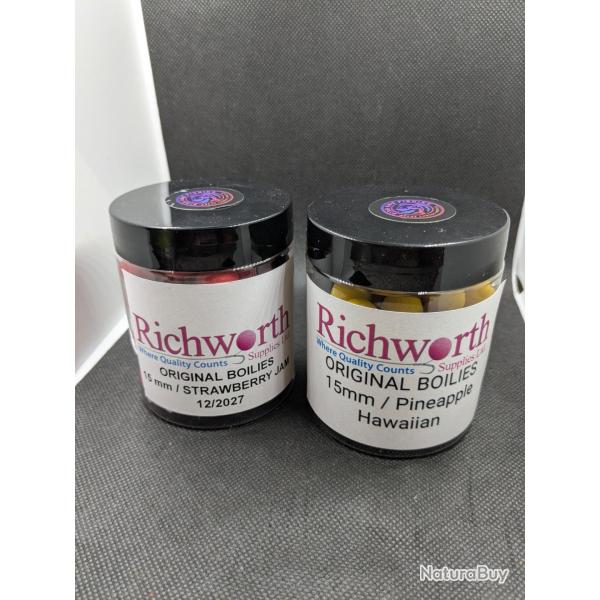 Richworth
Where Quality Counts
Supplies Ltd
ORIGINAL BOILIES
15 mm / STRAWBERRY JAM
12/2027
Richworth
Where Quality Counts
Supplies Ltd
ORIGINAL BOILIES
15mm / Pineapple
Hawaiian
NaturaBuy